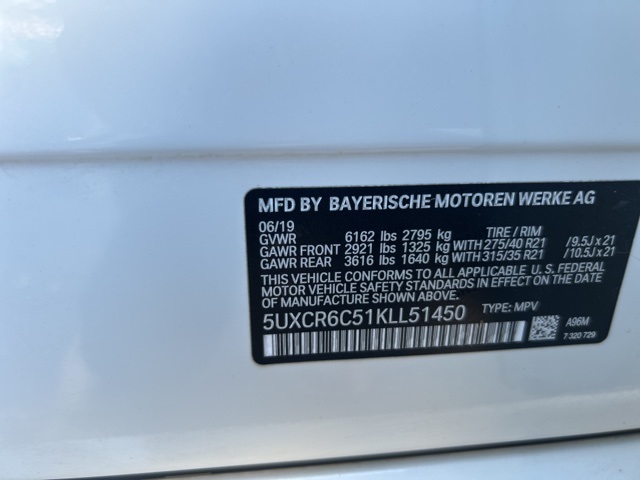 MFD BY BAYERISCHE MOTOREN WERKE AG
06/19 TIRE / RIM
GVWR 6162 lbs 2795 kg
GAWR FRONT 2921 lbs 1325 kg WITH 275/40 R21 /9.5J x 21
GAWR REAR 3616 lbs 1640 kg WITH 315/35 R21 /10.5J x 21
THIS VEHICLE CONFORMS TO ALL APPLICABLE U. S. FEDERAL
MOTOR VEHICLE SAFETY STANDARDS IN EFFECT ON THE
DATE OF MANUFACTURE SHOWN ABOVE.
5UXCR6C51KLL51450 TYPE: MPV
A96M
7 320 729